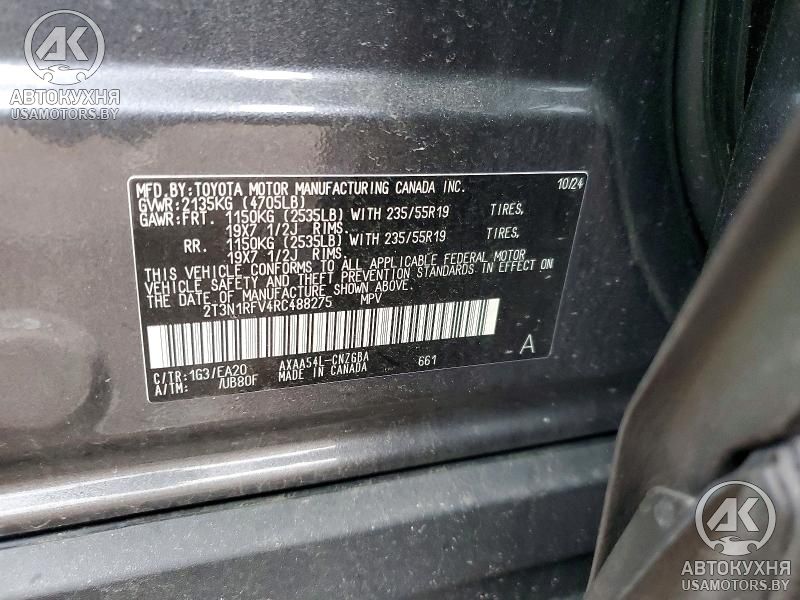 AK
АВТОКУХНЯ
USAMOTORS.BY
MFD.BY:TOYOTA MOTOR MANUFACTURING CANADA INC. 10/24
GVWR:2135KG (4705LB)
GAWR:FRT. 1150KG (2535LB) WITH 235/55R19 TIRES,
19X7 1/2J RIMS.
RR. 1150KG (2535LB) WITH 235/55R19 TIRES,
19X7 1/2J RIMS.
THIS VEHICLE CONFORMS TO ALL APPLICABLE FEDERAL MOTOR
VEHICLE SAFETY AND THEFT PREVENTION STANDARDS IN EFFECT ON
THE DATE OF MANUFACTURE SHOWN ABOVE.
2T3N1RFV4RC488275 MPV
A
C/TR:1G3/EA20 AXAA54L-CNZGBA 661
A/TM: /UB80F MADE IN CANADA
AK
АВТОКУХНЯ
USAMOTORS.BY